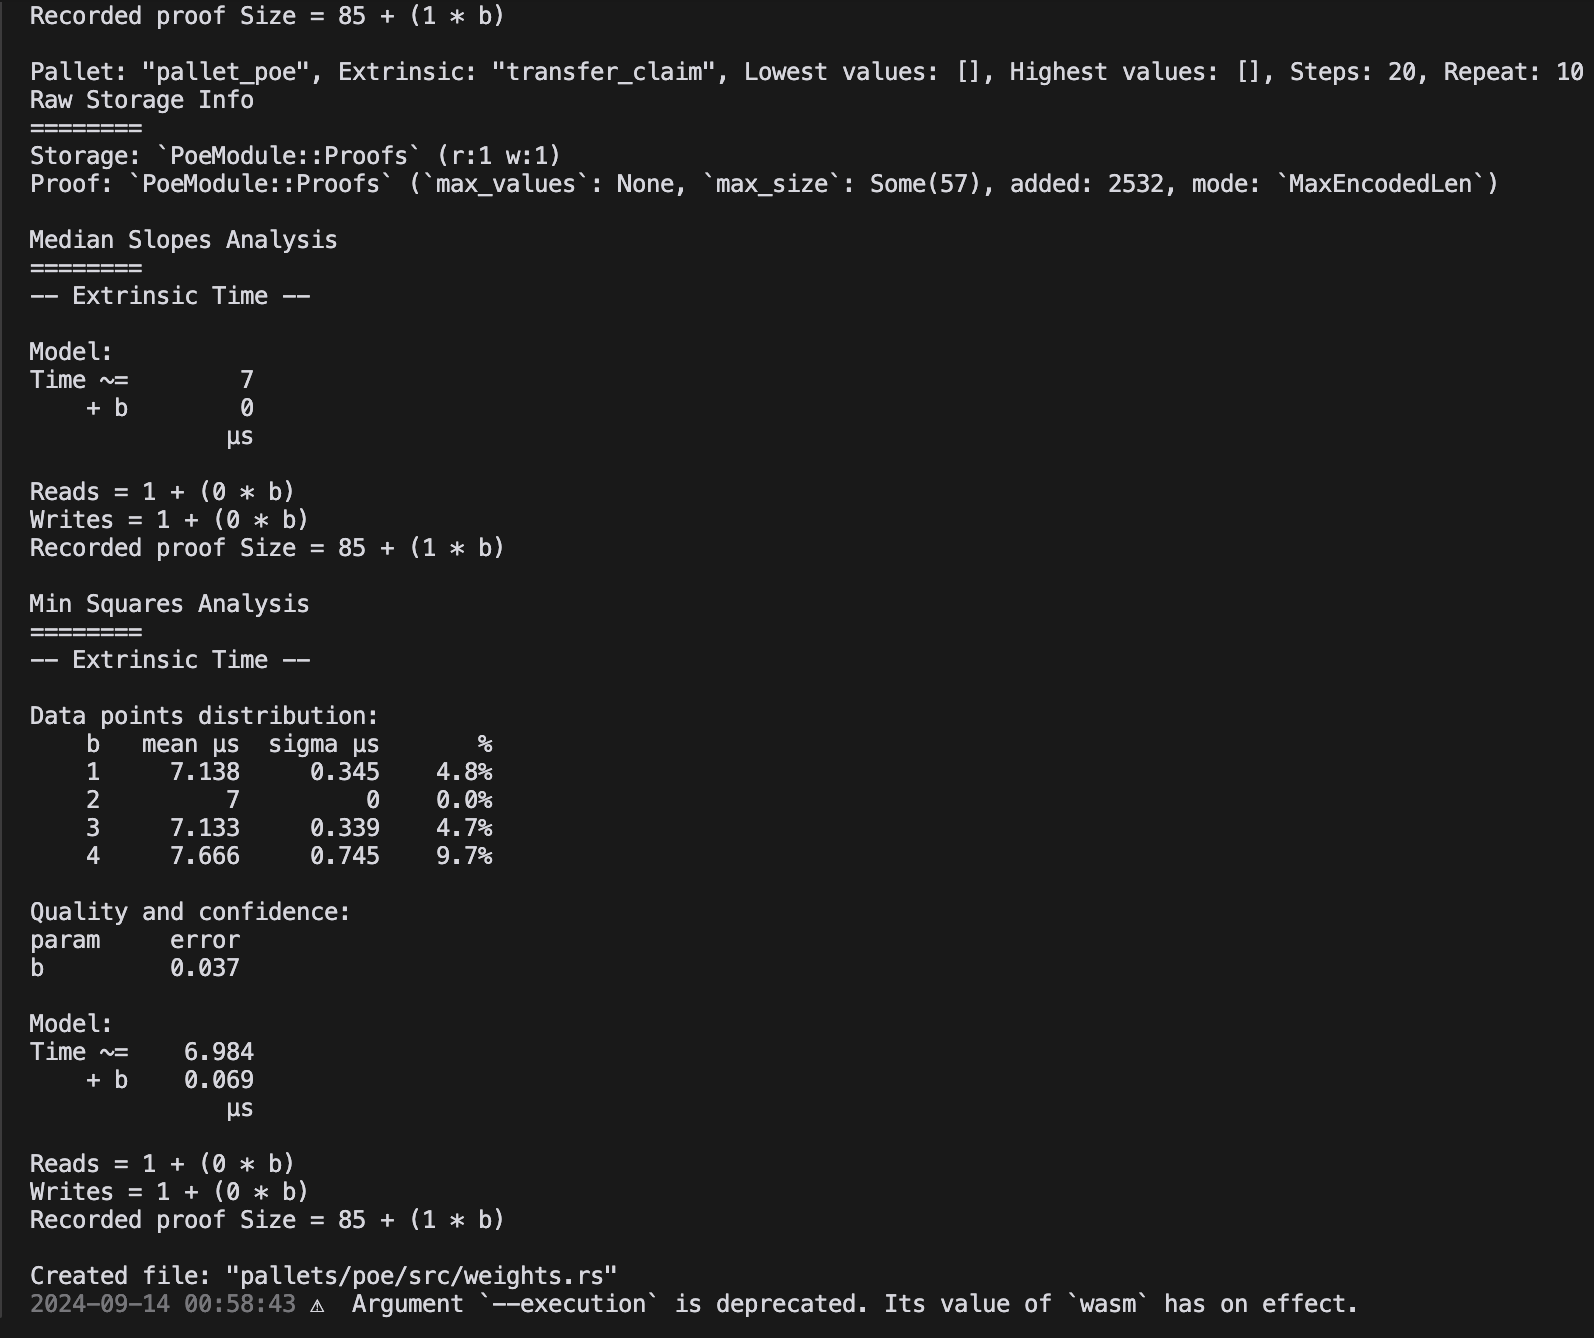 Recorded proof Size = 85 + (1 * b)
Pallet: "pallet_poe", Extrinsic: "transfer_claim", Lowest values: [], Highest values: [], Steps: 20, Repeat: 10
Raw Storage Info
========
Storage: `PoeModule::Proofs` (r:1 w:1)
Proof: `PoeModule::Proofs` (`max_values`: None, `max_size`: Some(57), added: 2532, mode: `MaxEncodedLen`)
Median Slopes Analysis
========
-- Extrinsic Time --
Model:
Time ~=        7
    + b        0
              µs
Reads = 1 + (0 * b)
Writes = 1 + (0 * b)
Recorded proof Size = 85 + (1 * b)
Min Squares Analysis
========
-- Extrinsic Time --
Data points distribution:
    b   mean µs  sigma µs       %
    1     7.138     0.345    4.8%
    2         7         0    0.0%
    3     7.133     0.339    4.7%
    4     7.666     0.745    9.7%
Quality and confidence:
param     error
b         0.037
Model:
Time ~=    6.984
    + b    0.069
              µs
Reads = 1 + (0 * b)
Writes = 1 + (0 * b)
Recorded proof Size = 85 + (1 * b)
Created file: "pallets/poe/src/weights.rs"
2024-09-14 00:58:43 ⚠  Argument `--execution` is deprecated. Its value of `wasm` has on effect.